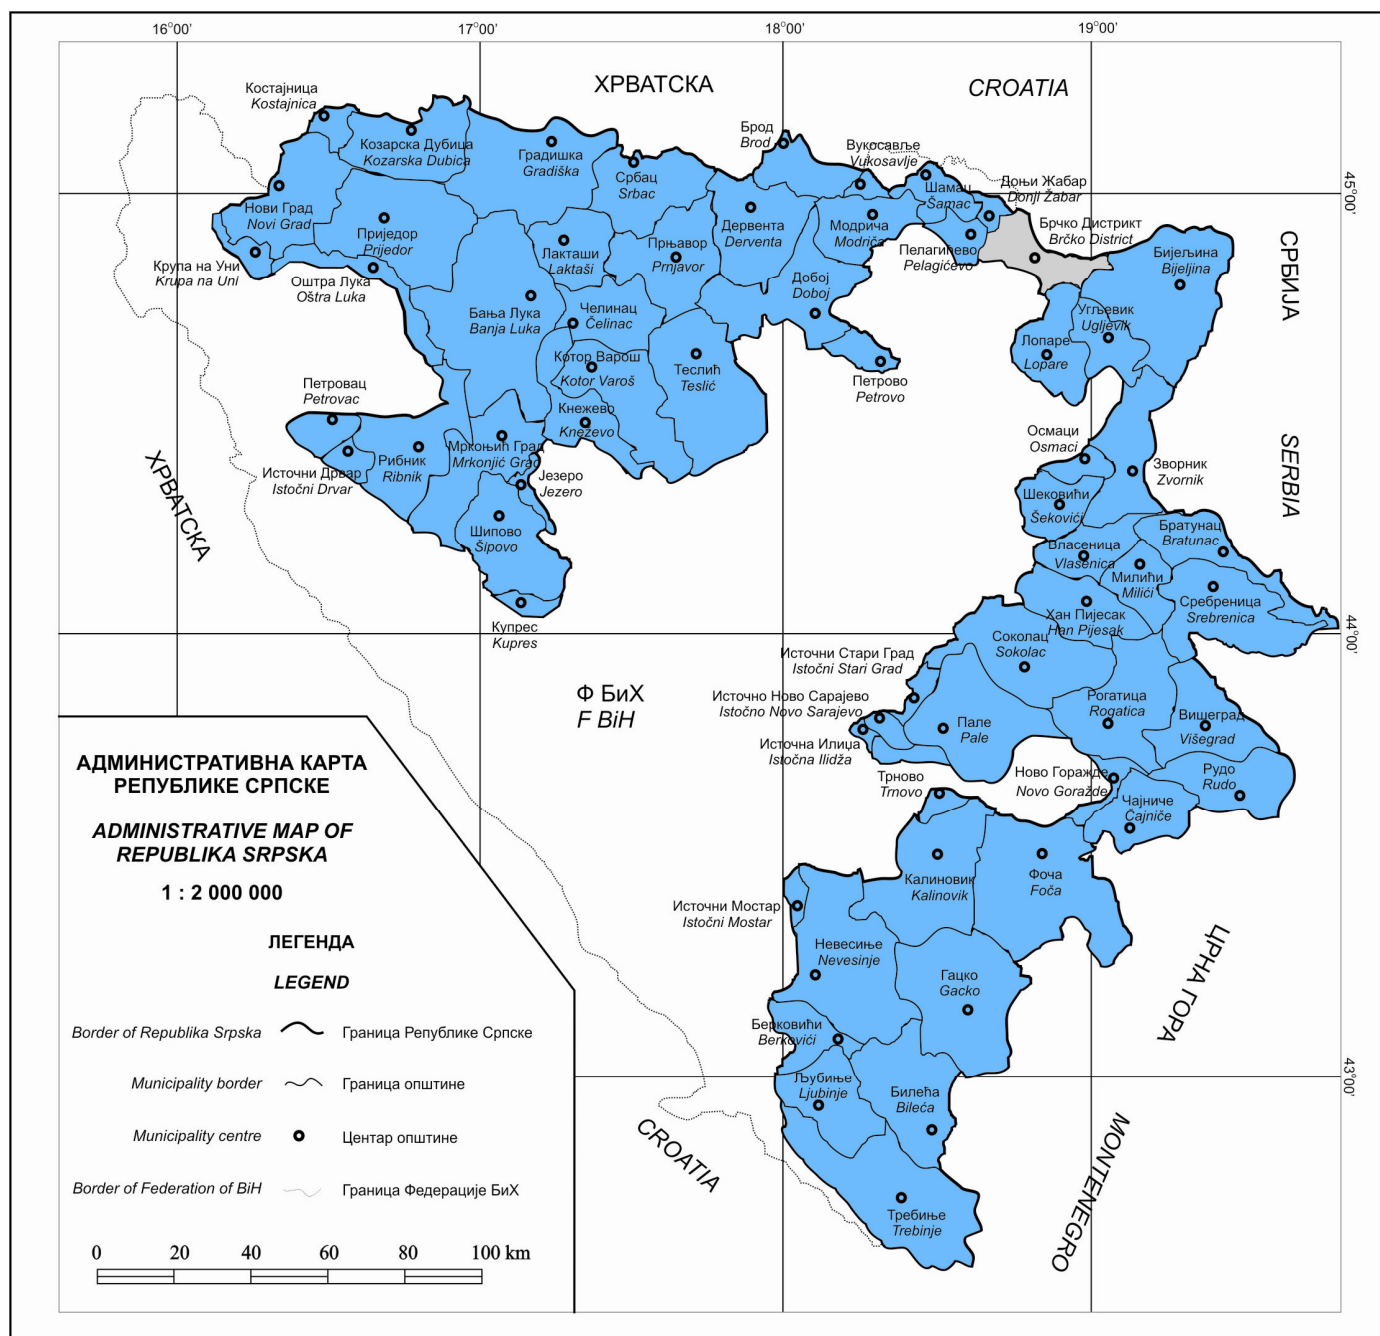 16°00'
17°00'
18°00'
19°00'
ХРВАТСКА
CROATIA
Костајница
Kostajnica
Козарска Дубица
Kozarska Dubica
Градишка
Gradiška
Србац
Srbac
Брод
Brod
Вукосавље
Vukosavlje
Шамац
Šamac
Доњи Жабар
Donji Žabar
45°00'
Нови Град
Novi Grad
Приједор
Prijedor
Лакташи
Laktaši
Прњавор
Prnjavor
Дервента
Derventa
Модрича
Modriča
Пелагићево
Pelagićevo
Брчко Дистрикт
Brčko District
Бијељина
Bijeljina
СРБИЈА
Крупа на Уни
Krupa na Uni
Оштра Лука
Oštra Luka
Бања Лука
Banja Luka
Челинац
Čelinac
Добој
Doboj
Угљевик
Ugljevik
Лопаре
Lopare
Котор Варош
Kotor Varoš
Теслић
Teslić
Петрово
Petrovo
Петровац
Petrovac
Кнежево
Knezevo
Мркоњић Град
Mrkonjić Grad
Рибник
Ribnik
Источни Дрвар
Istočni Drvar
Језеро
Jezero
Осмаци
Osmaci
Зворник
Zvornik
SERBIA
ХРВАТСКА
Шипово
Šipovo
Шековићи
Šekovići
Братунац
Bratunac
Власеница
Vlasenica
Милићи
Milići
Сребреница
Srebrenica
Хан Пијесак
Han Pijesak
Купрес
Kupres
44°00'
Соколац
Sokolac
Источни Стари Град
Istočni Stari Grad
Источно Ново Сарајево
Istočno Novo Sarajevo
Ф БиХ
F BiH
Рогатица
Rogatica
Вишеград
Višegrad
Пале
Pale
Источна Илиџа
Istočna Ilidža
Трново
Trnovo
Ново Горажде
Novo Goražde
Рудо
Rudo
Чајниче
Čajniče
Калиновик
Kalinovik
Фоча
Foča
Источни Мостар
Istočni Mostar
Невесиње
Nevesinje
Гацко
Gacko
ЦРНА ГОРА
Берковићи
Berkovići
43°00'
Љубиње
Ljubinje
Билећа
Bileća
CROATIA
MONTENEGRO
Требиње
Trebinje
АДМИНИСТРАТИВНА КАРТА
РЕПУБЛИКЕ СРПСКЕ
ADMINISTRATIVE MAP OF
REPUBLIKA SRPSKA
1 : 2 000 000
ЛЕГЕНДА
LEGEND
Border of Republika Srpska Граница Републике Српске
Municipality border Граница општине
Municipality centre Центар општине
Border of Federation of BiH Граница Федерације БиХ
0 20 40 60 80 100 km